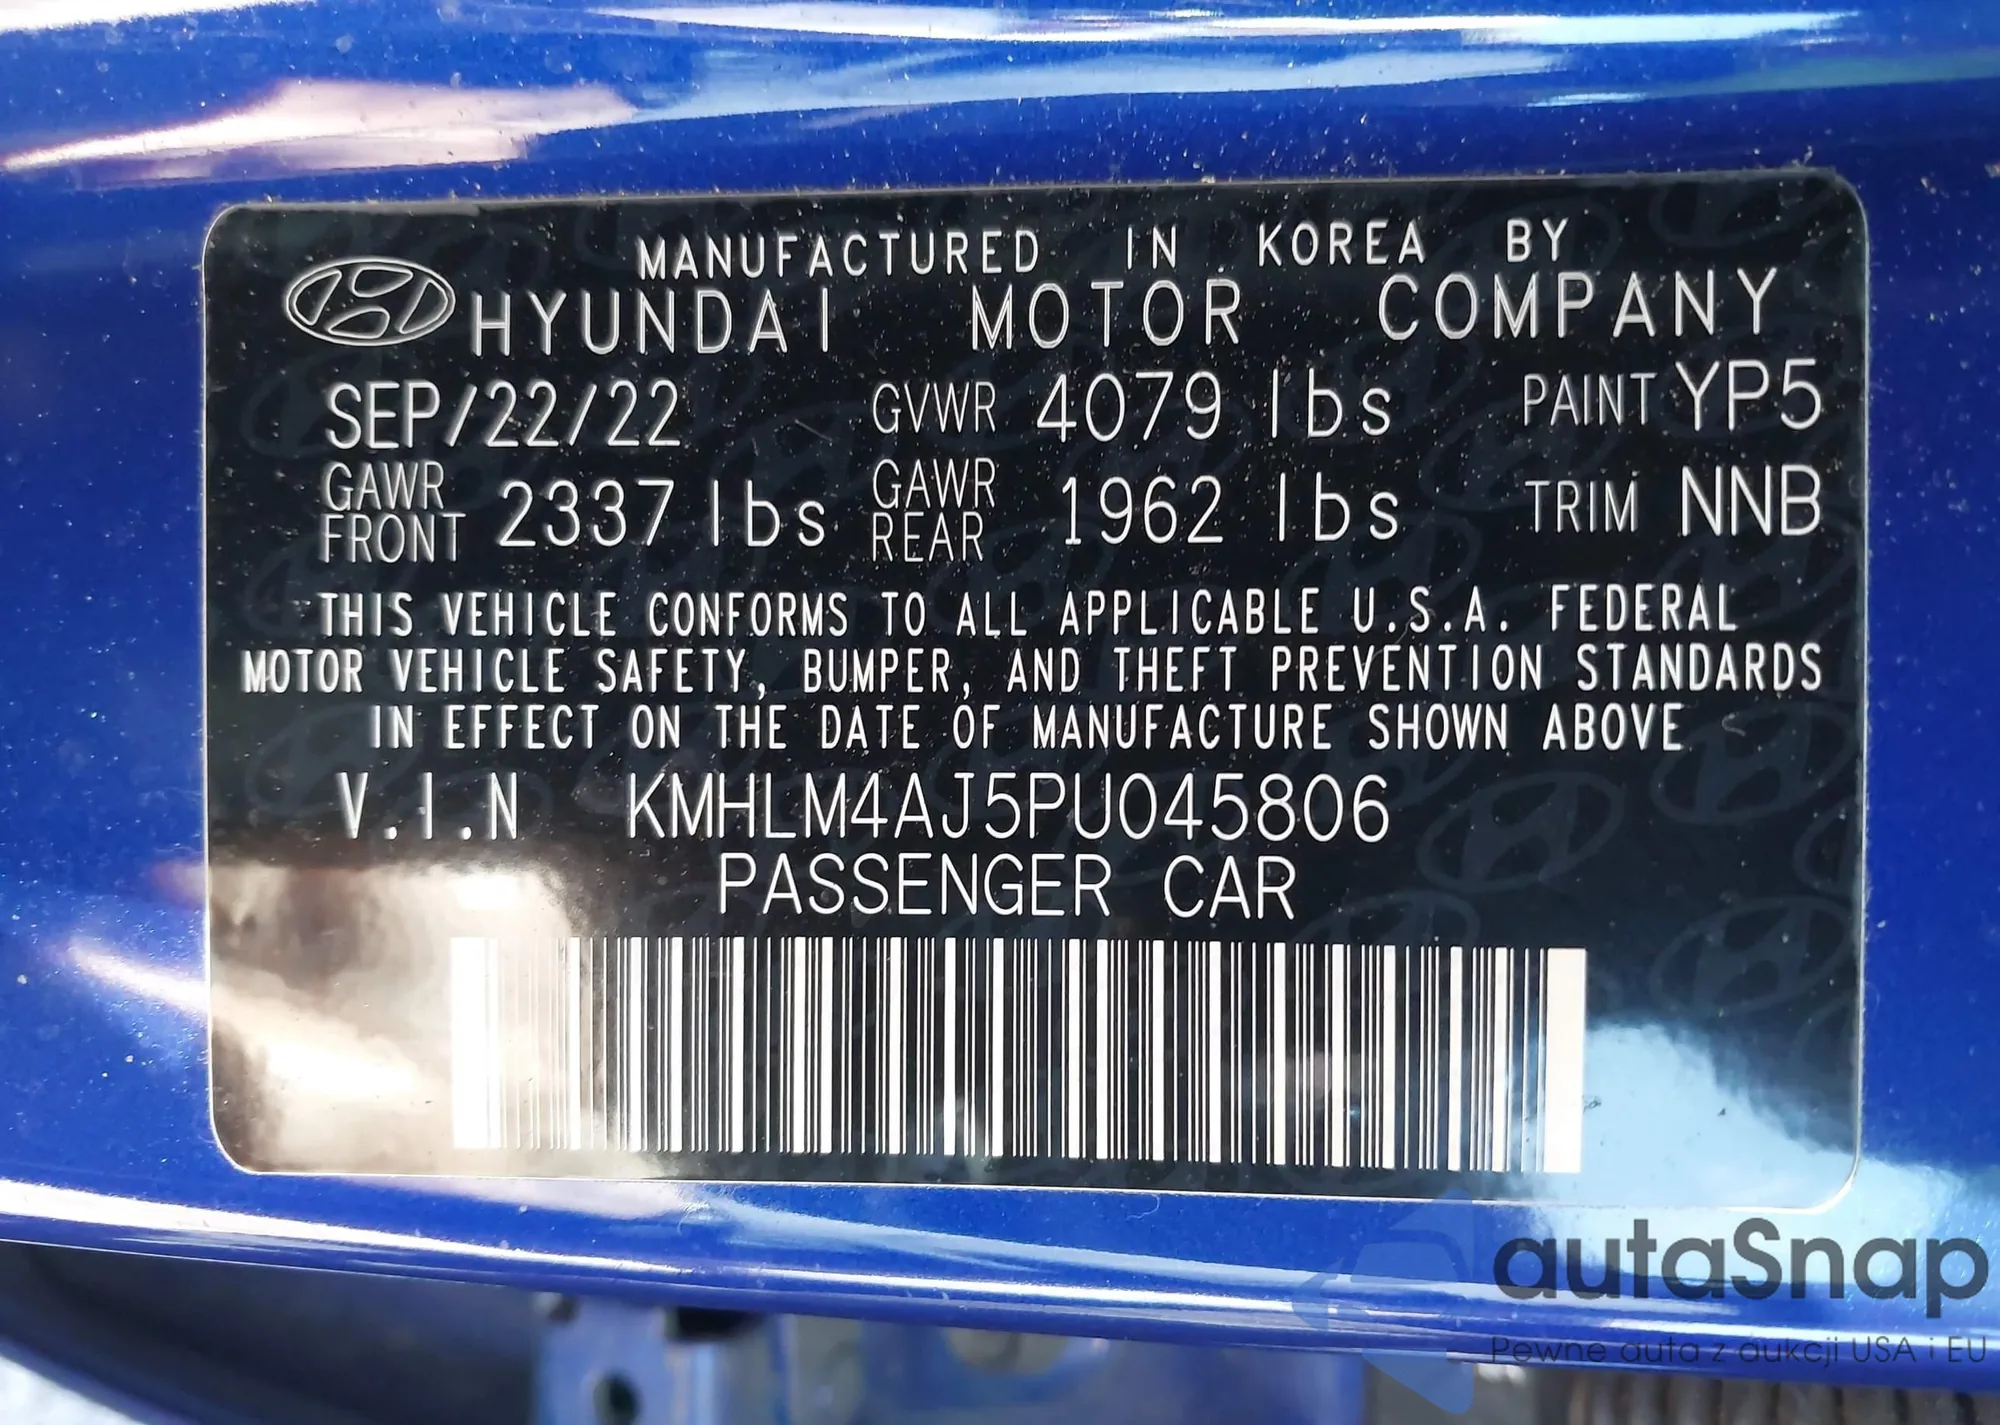 MANUFACTURED IN KOREA BY
HYUNDAI MOTOR COMPANY
SEP/22/22 GVWR 4079 lbs PAINT YP5
GAWR FRONT 2337 lbs GAWR REAR 1962 lbs TRIM NNB
THIS VEHICLE CONFORMS TO ALL APPLICABLE U.S.A. FEDERAL
MOTOR VEHICLE SAFETY, BUMPER, AND THEFT PREVENTION STANDARDS
IN EFFECT ON THE DATE OF MANUFACTURE SHOWN ABOVE
V.I.N KMHLM4AJ5PU045806
PASSENGER CAR
autaSnap
Pewne auta z aukcji USA i EU